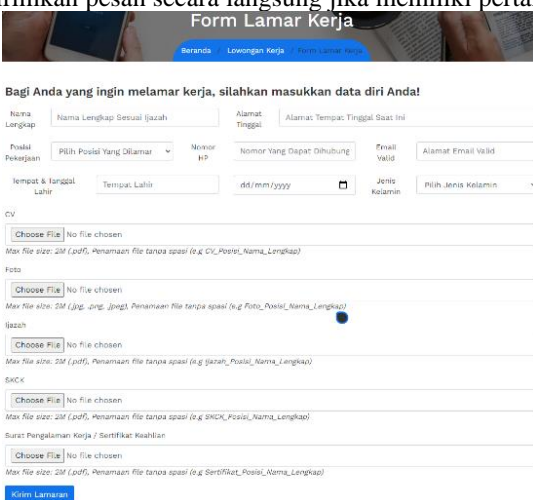 pesan secara langsung jika memiliki
Form Lamar Kerja
Beranda / Lowongan Kerja / Form Lamar Kerja
Bagi Anda yang ingin melamar kerja, silahkan masukkan data diri Anda!
Nama Lengkap Nama Lengkap Sesuai Ijazah Alamat Tinggal Alamat Tempat Tinggal Saat Ini
Posisi Pekerjaan Pilih Posisi Yang Dilamar Nomor HP Nomor Yang Dapat Dihubung Email Valid Alamat Email Valid
Tempat & Tanggal Lahir Tempat Lahir dd/mm/yyyy Jenis Kelamin Pilih Jenis Kelamin
CV
Choose File No file chosen
Max file size: 2M (.pdf), Penamaan file tanpa spasi (e.g CV_Posisi_Nama_Lengkap)
Foto
Choose File No file chosen
Max file size: 2M (.jpg, .png, .jpeg), Penamaan file tanpa spasi (e.g Foto_Posisi_Nama_Lengkap)
Ijazah
Choose File No file chosen
Max file size: 2M (.pdf), Penamaan file tanpa spasi (e.g Ijazah_Posisi_Nama_Lengkap)
SKCK
Choose File No file chosen
Max file size: 2M (.pdf), Penamaan file tanpa spasi (e.g SKCK_Posisi_Nama_Lengkap)
Surat Pengalaman Kerja / Sertifikat Keahlian
Choose File No file chosen
Max file size: 2M (.pdf), Penamaan file tanpa spasi (e.g Sertifikat_Posisi_Nama_Lengkap)
Kirim Lamaran